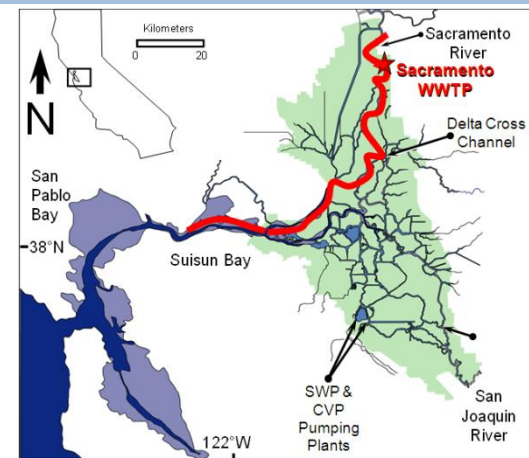 Kilometers
0
20
N
Sacramento
River
Sacramento
WWTP
Delta Cross
Channel
San
Pablo
Bay
38°N
Suisun Bay
SWP &
CVP
Pumping
Plants
San
Joaquin
River
122°W